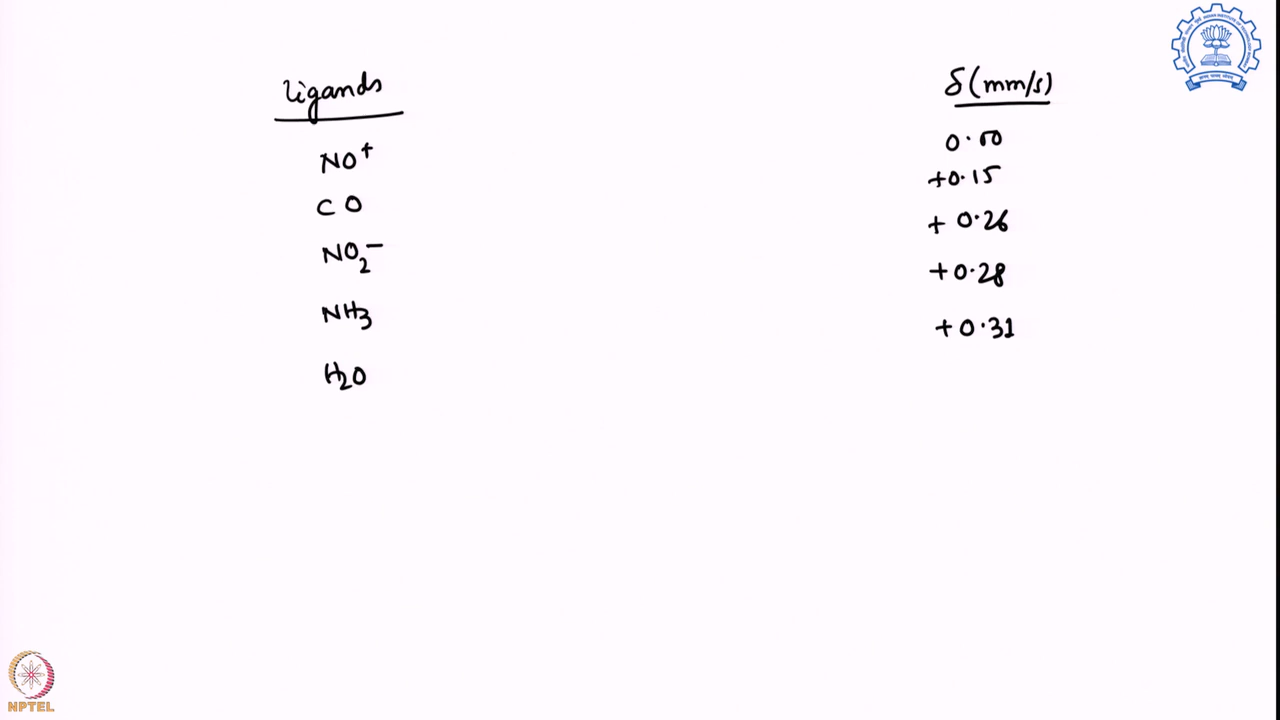 Ligands δ(mm/s)
NO⁺ 0.00
CO +0.15
NO₂⁻ +0.26
NH₃ +0.28
H₂O +0.31
NPTEL